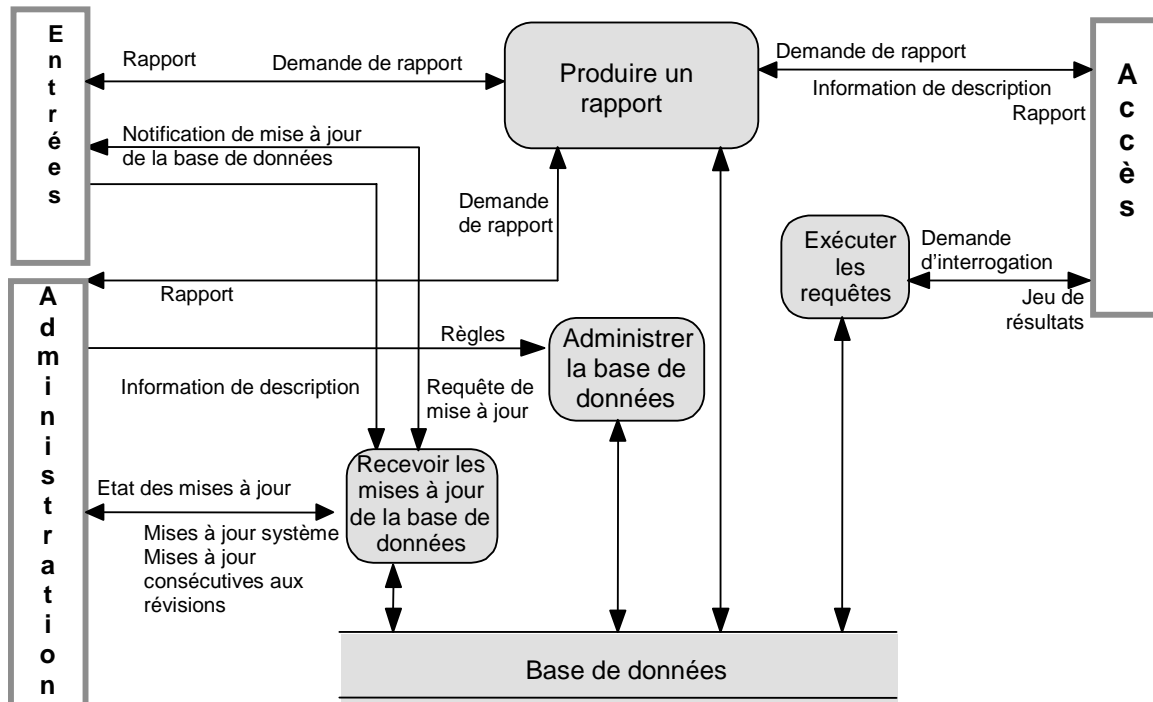 Entrées
Rapport
Demande de rapport
Produire un
rapport
Demande de rapport
Information de description
Rapport
Accès
Notification de mise à jour
de la base de données
Demande
de rapport
Exécuter
les
requêtes
Demande
d'interrogation
Jeu de
résultats
Administration
Rapport
Règles
Administrer
la base de
données
Information de description
Requête de
mise à jour
Recevoir les
mises à jour
de la base de
données
Etat des mises à jour
Mises à jour système
Mises à jour
consécutives aux
révisions
Base de données